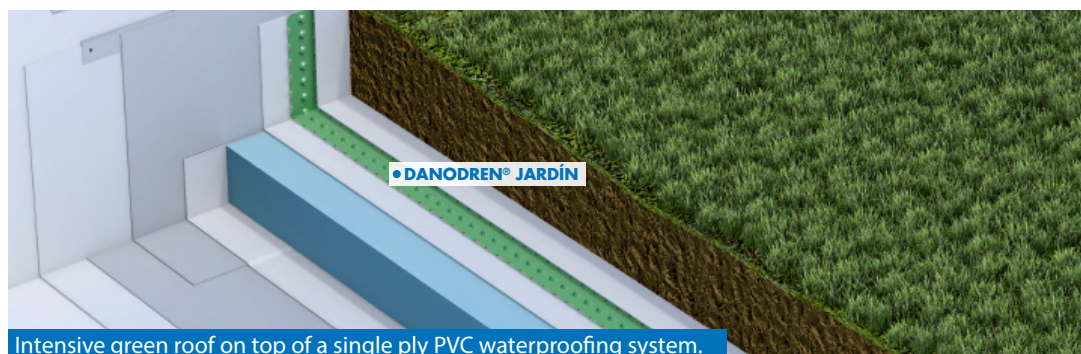 • DANODREN® JARDÍN
Intensive green roof on top of a single ply PVC waterproofing system.